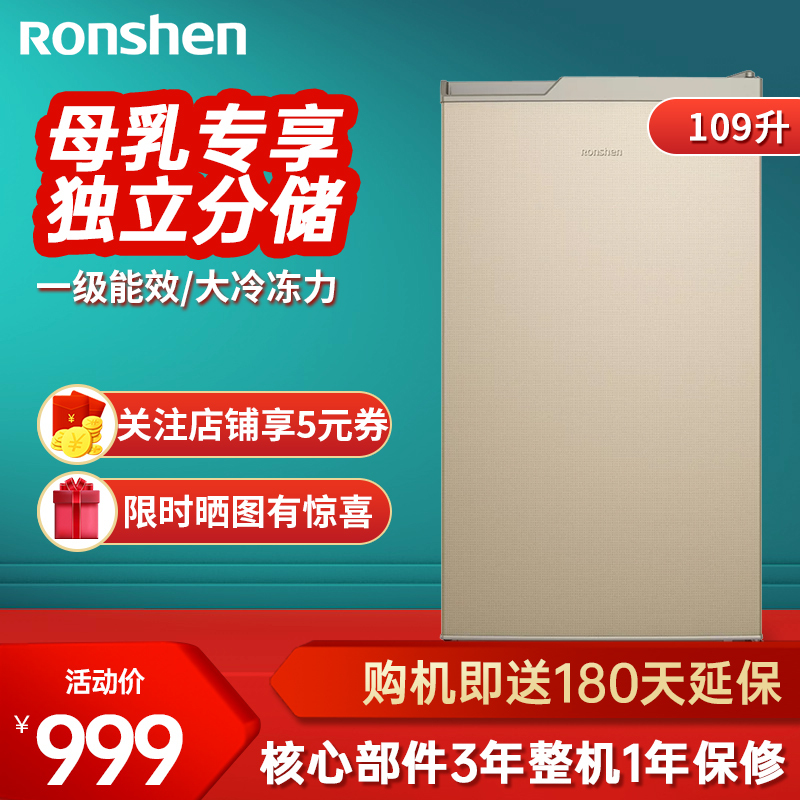 Ronshen
109升
Ronshen
母乳专享
独立分储
一级能效/大冷冻力
关注店铺享5元券
限时晒图有惊喜
活动价
¥999
购机即送180天延保
核心部件3年整机1年保修